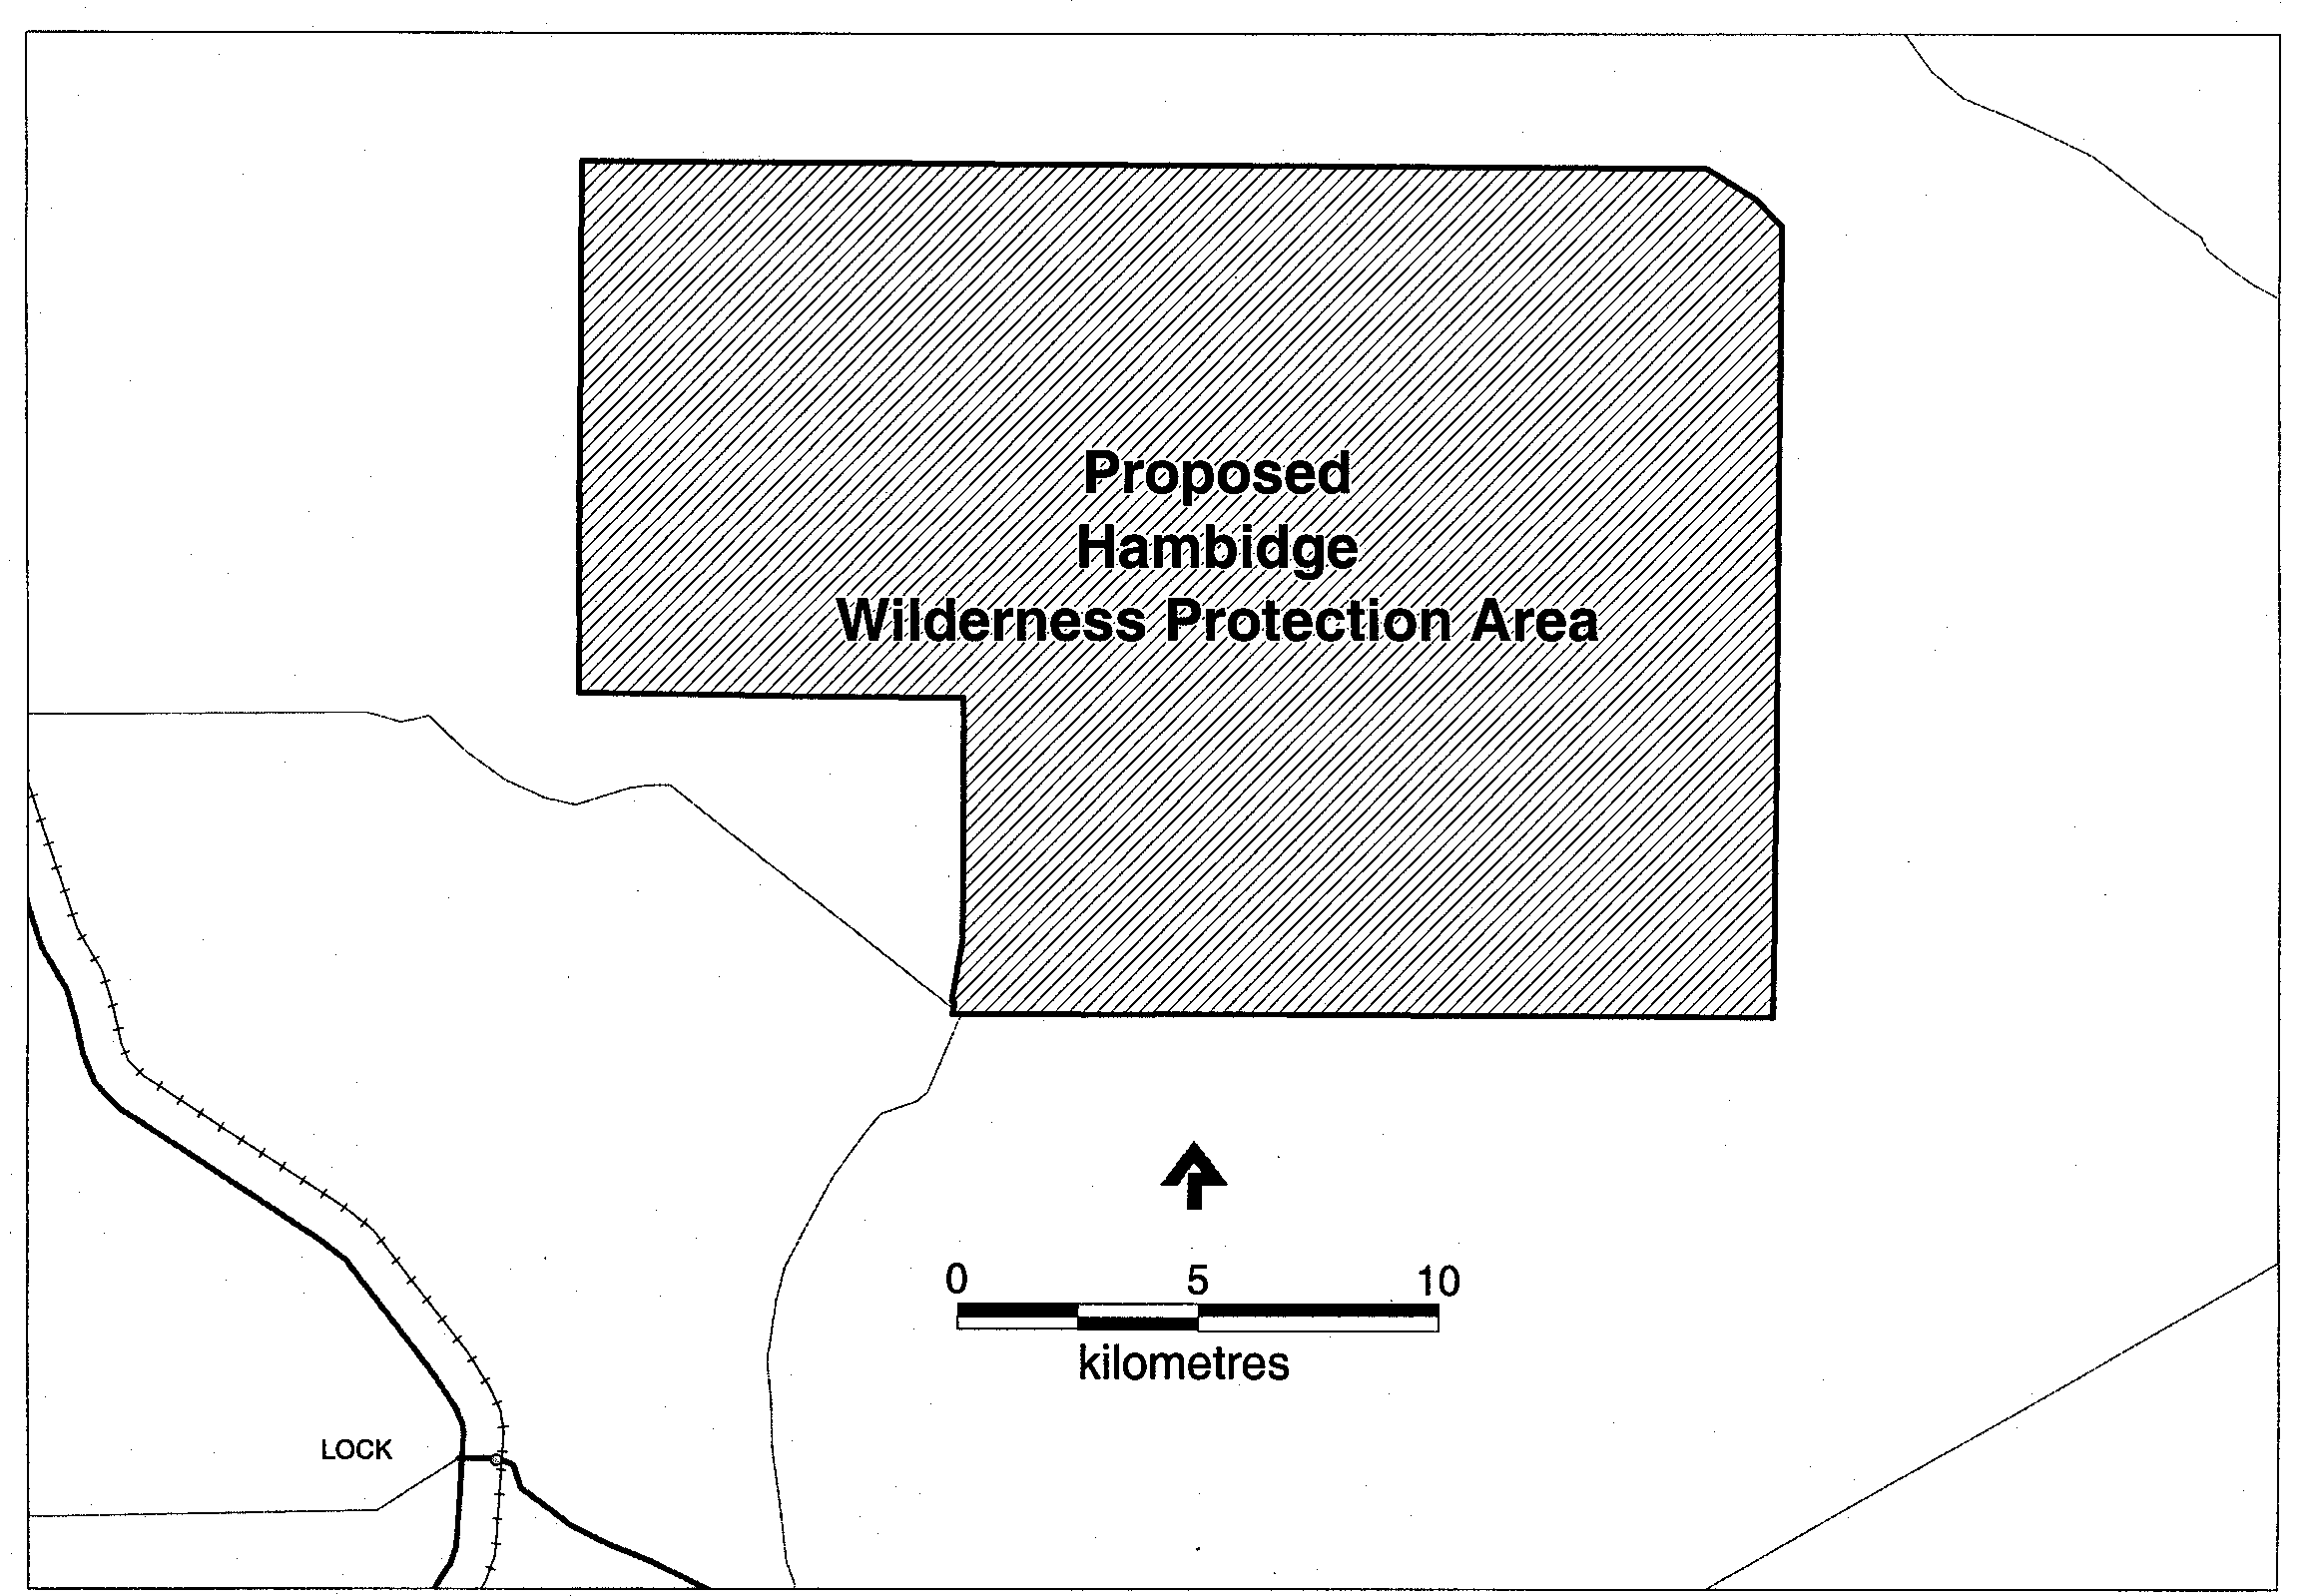 Proposed
Hambidge
Wilderness Protection Area
0 5 10
kilometres
LOCK